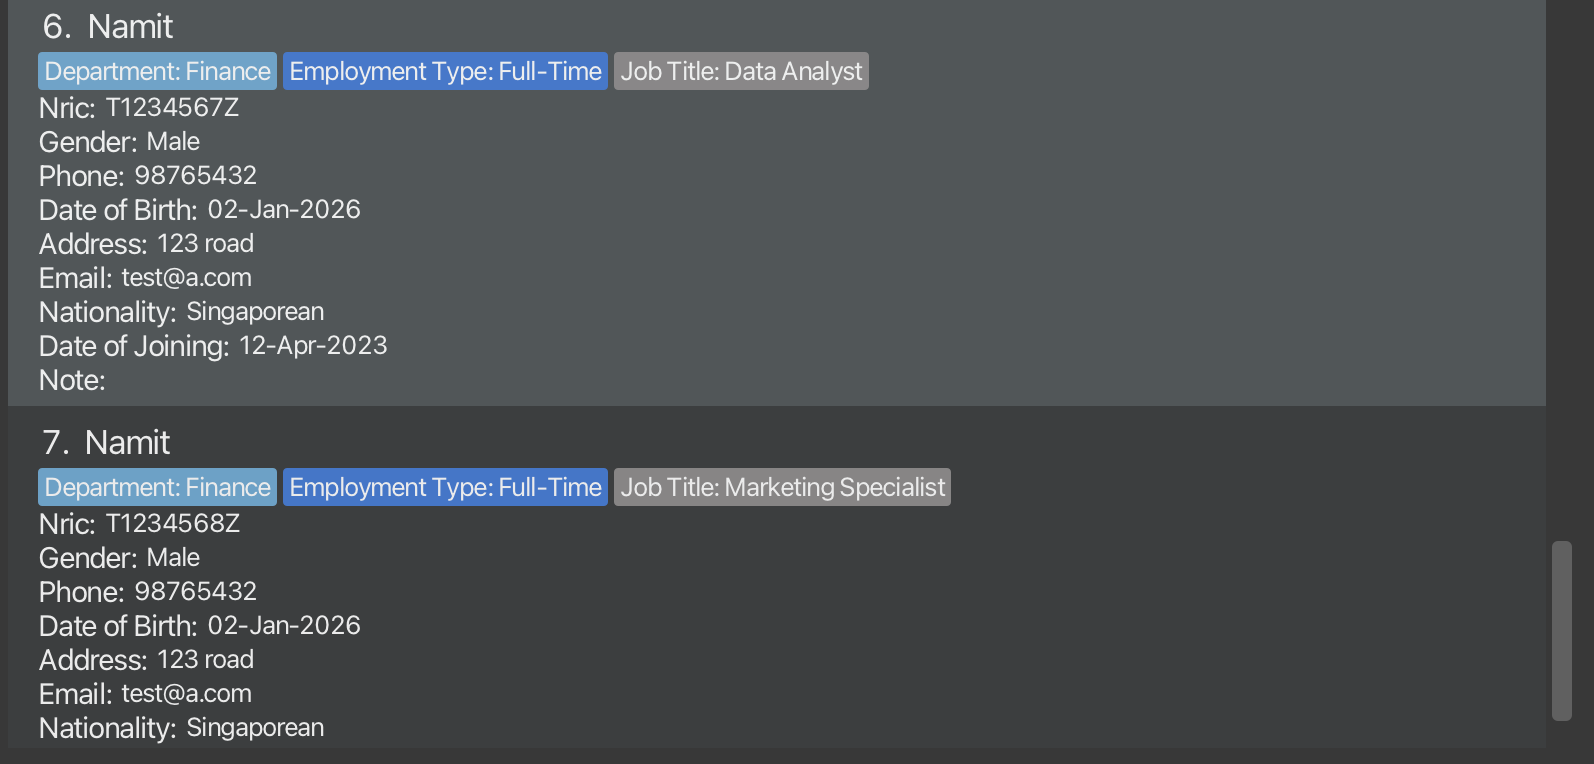 6. Namit
Department: Finance Employment Type: Full-Time Job Title: Data Analyst
Nric: T1234567Z
Gender: Male
Phone: 98765432
Date of Birth: 02-Jan-2026
Address: 123 road
Email: test@a.com
Nationality: Singaporean
Date of Joining: 12-Apr-2023
Note:
7. Namit
Department: Finance Employment Type: Full-Time Job Title: Marketing Specialist
Nric: T1234568Z
Gender: Male
Phone: 98765432
Date of Birth: 02-Jan-2026
Address: 123 road
Email: test@a.com
Nationality: Singaporean